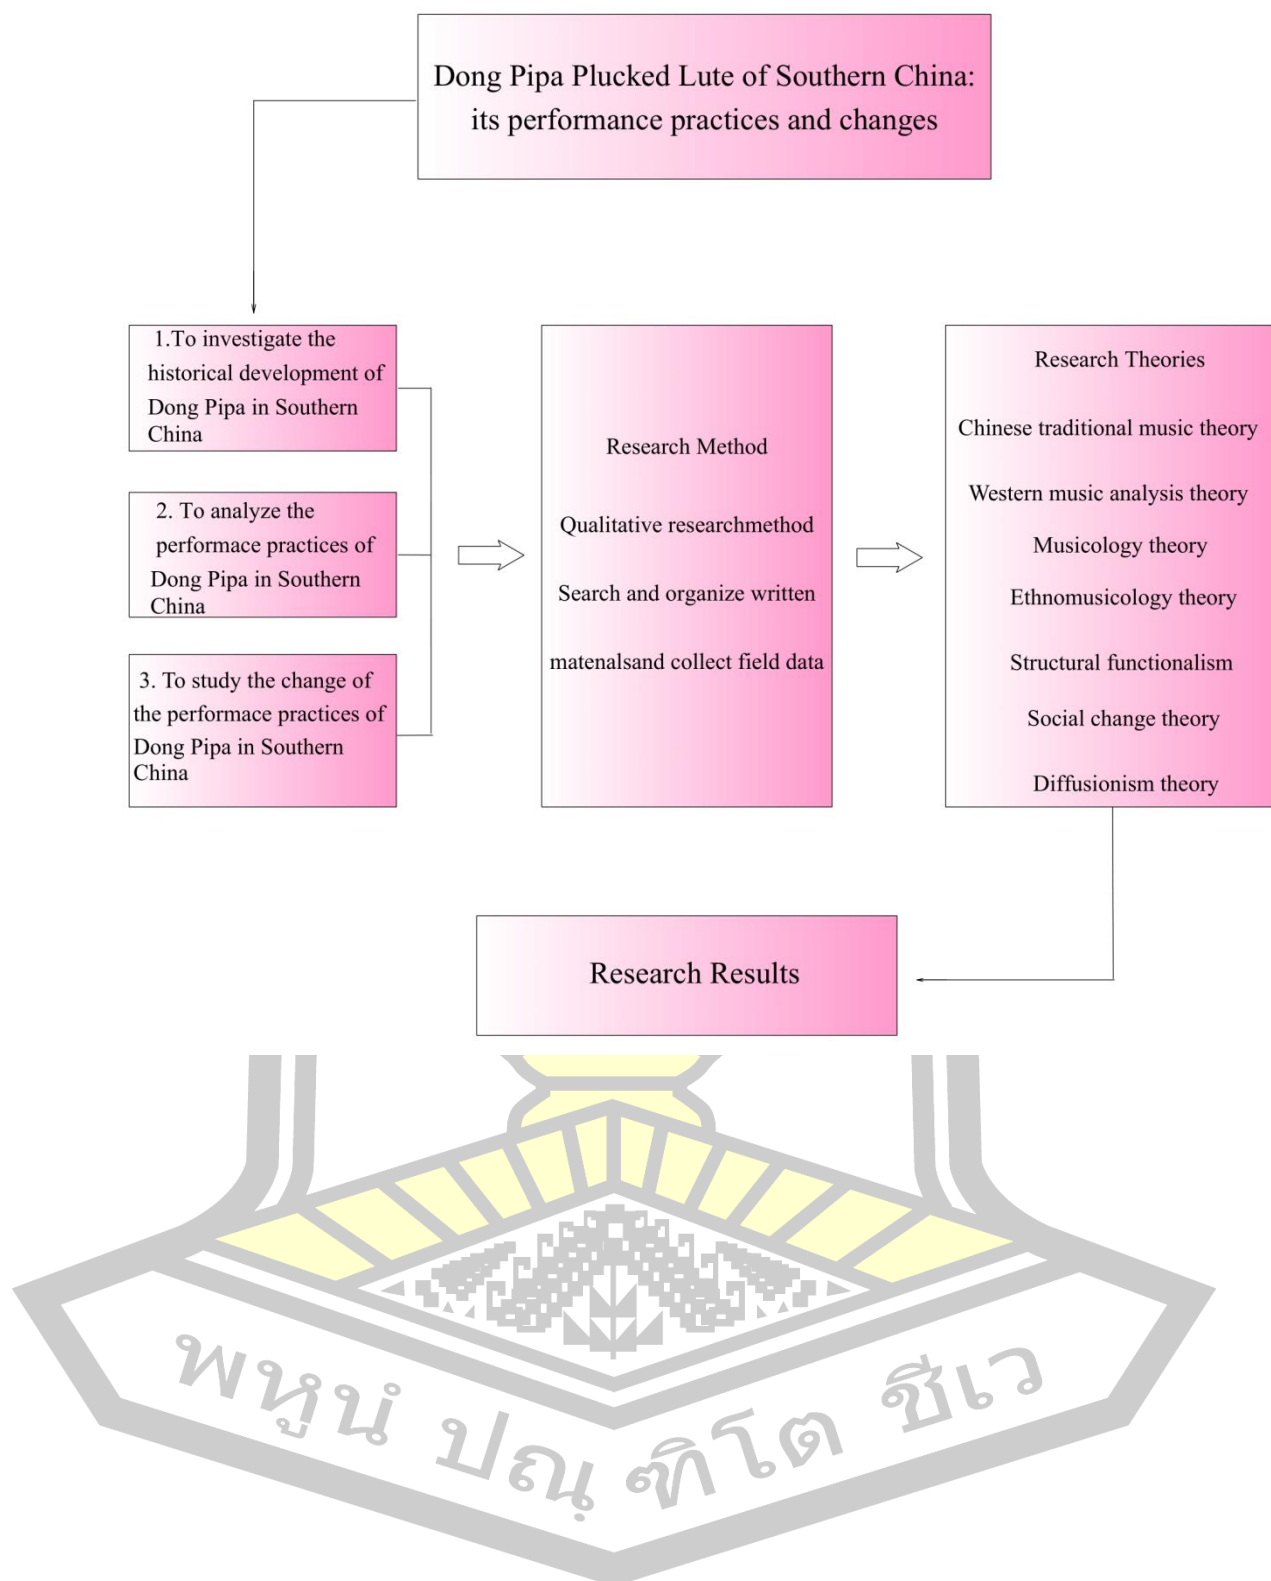 Dong Pipa Plucked Lute of Southern China:
its performance practices and changes
1.To investigate the
historical development of
Dong Pipa in Southern
China
2. To analyze the
performace practices of
Dong Pipa in Southern
China
3. To study the change of
the performace practices of
Dong Pipa in Southern
China
Research Method
Qualitative researchmethod
Search and organize written
matenalsand collect field data
Research Theories
Chinese traditional music theory
Western music analysis theory
Musicology theory
Ethnomusicology theory
Structural functionalism
Social change theory
Diffusionism theory
Research Results
พหูนํ ปณฺฑิโต ชีเว